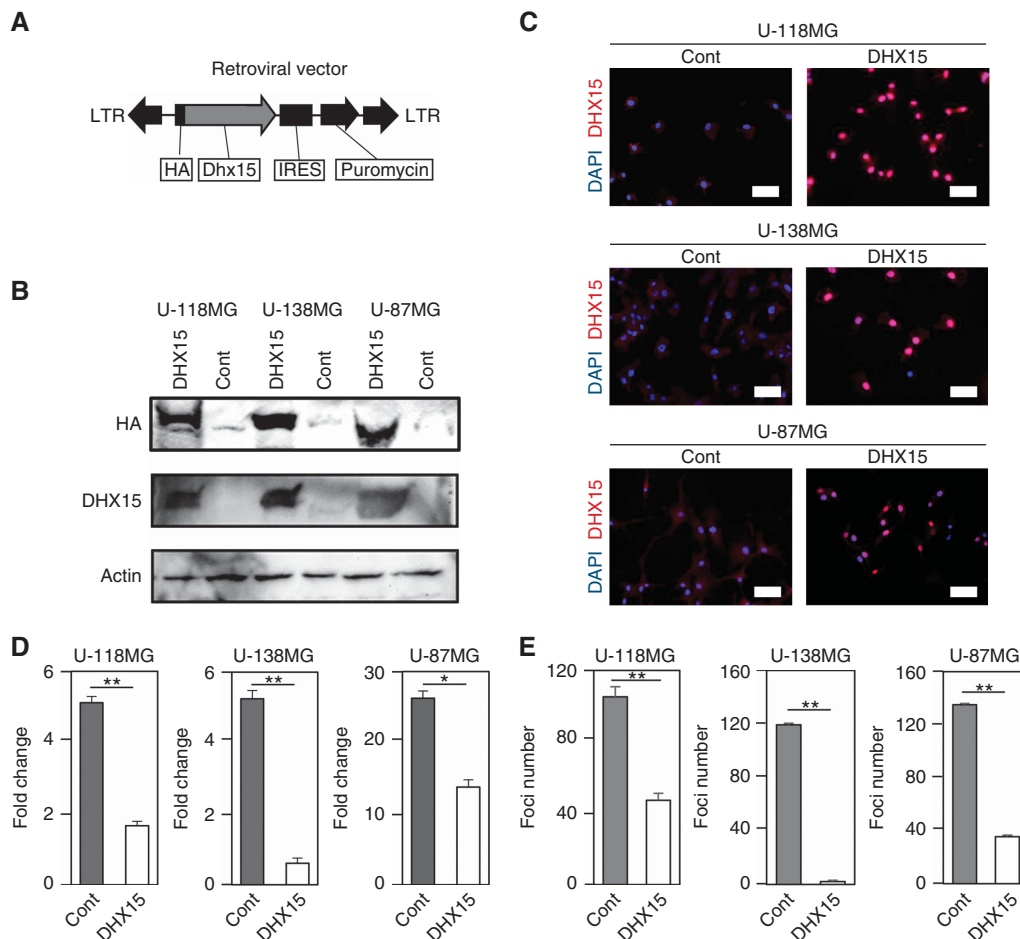 A
Retroviral vector
LTR
LTR
HA
Dhx15
IRES
Puromycin
B
U-118MG U-138MG U-87MG
DHX15
Cont
DHX15
Cont
DHX15
Cont
HA
DHX15
Actin
C
U-118MG
Cont
DHX15
DAPI DHX15
U-138MG
Cont
DHX15
DAPI DHX15
U-87MG
Cont
DHX15
DAPI DHX15
D
U-118MG
Fold change
6
4
2
0
**
Cont
DHX15
U-138MG
Fold change
6
4
2
0
**
Cont
DHX15
U-87MG
Fold change
30
20
10
0
*
Cont
DHX15
E
U-118MG
Foci number
120
80
40
0
**
Cont
DHX15
U-138MG
Foci number
160
120
80
40
0
**
Cont
DHX15
U-87MG
Foci number
160
120
80
40
0
**
Cont
DHX15